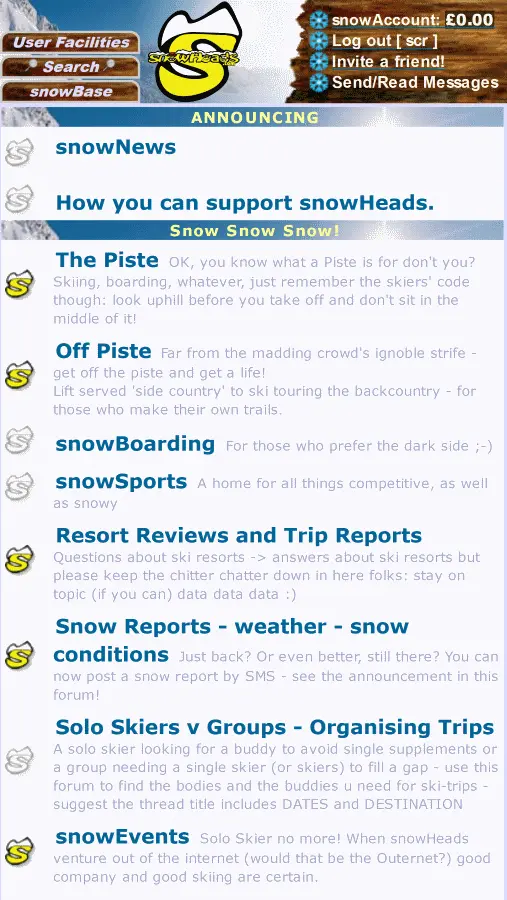 User Facilities
Search
snowBase
snowHeads
snowAccount: £0.00
Log out [ scr ]
Invite a friend!
Send/Read Messages
ANNOUNCING
snowNews
How you can support snowHeads.
Snow Snow Snow!
The Piste OK, you know what a Piste is for don't you?
Skiing, boarding, whatever, just remember the skiers' code
though: look uphill before you take off and don't sit in the
middle of it!
Off Piste Far from the madding crowd's ignoble strife -
get off the piste and get a life!
Lift served 'side country' to ski touring the backcountry - for
those who make their own trails.
snowBoarding For those who prefer the dark side ;-)
snowSports A home for all things competitive, as well
as snowy
Resort Reviews and Trip Reports
Questions about ski resorts -> answers about ski resorts but
please keep the chitter chatter down in here folks: stay on
topic (if you can) data data data :)
Snow Reports - weather - snow
conditions Just back? Or even better, still there? You can
now post a snow report by SMS - see the announcement in this
forum!
Solo Skiers v Groups - Organising Trips
A solo skier looking for a buddy to avoid single supplements or
a group needing a single skier (or skiers) to fill a gap - use this
forum to find the bodies and the buddies u need for ski-trips -
suggest the thread title includes DATES and DESTINATION
snowEvents Solo Skier no more! When snowHeads
venture out of the internet (would that be the Outernet?) good
company and good skiing are certain.